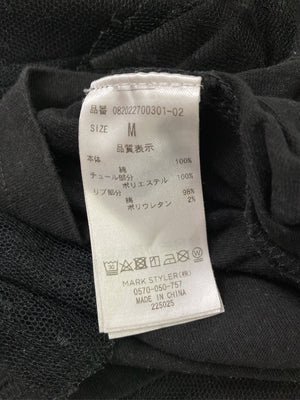 品番 082022700301-02
SIZE M
品質表示
本体
綿 100%
チュール部分
ポリエステル 100%
リブ部分
綿 98%
ポリウレタン 2%
MARK STYLER(株)
0570-050-757
MADE IN CHINA
225025